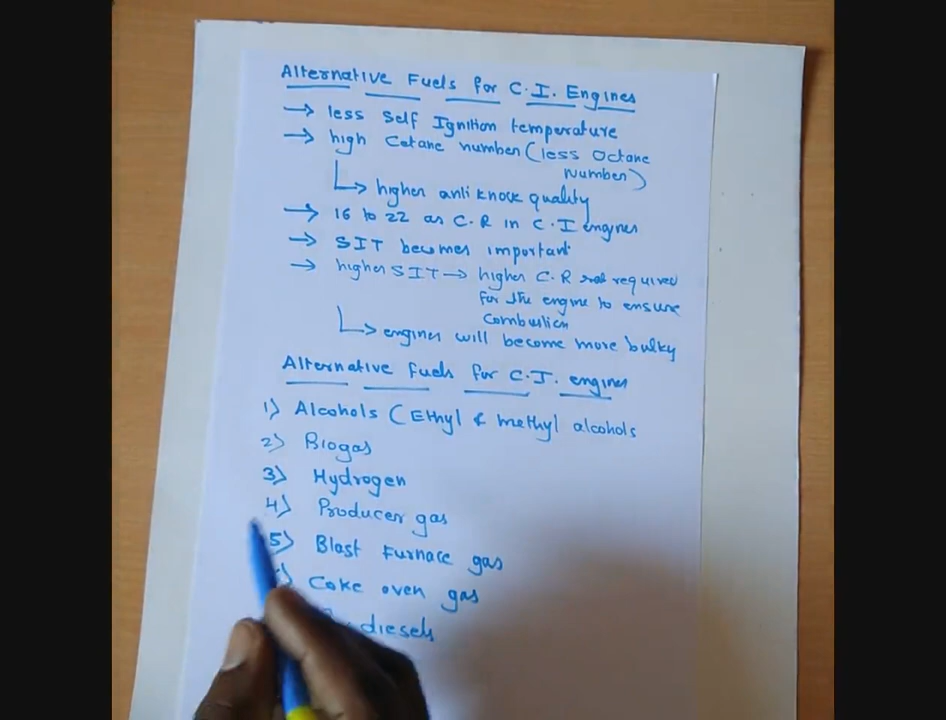 Alternative Fuels for C.I. Engines
→ less Self Ignition temperature
→ high Cetane number (less Octane
Number)
↳ higher anti knock quality
→ 16 to 22 as C.R in C.I engines
→ SIT becomes important
→ higher SIT → higher C.R required
for the engine to ensure
Combustion
↳ engines will become more bulky
Alternative fuels for C.I. engines
1) Alcohols (Ethyl & methyl alcohols
2) Biogas
3) Hydrogen
4) Producer gas
5) Blast Furnace gas
Coke oven gas
diesels